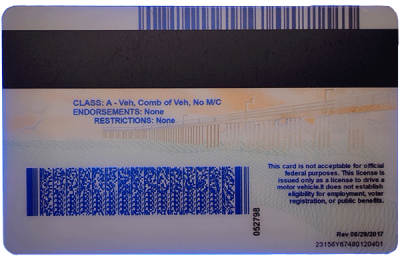 CLASS: A - Veh, Comb of Veh, No M/C
ENDORSEMENTS: None
RESTRICTIONS: None
This card is not acceptable for official
federal purposes. This license is
issued only as a license to drive a
motor vehicle.It does not establish
eligibility for employment, voter
registration, or public benefits.
052798
Rev 08/29/2017
23156Y67480120401